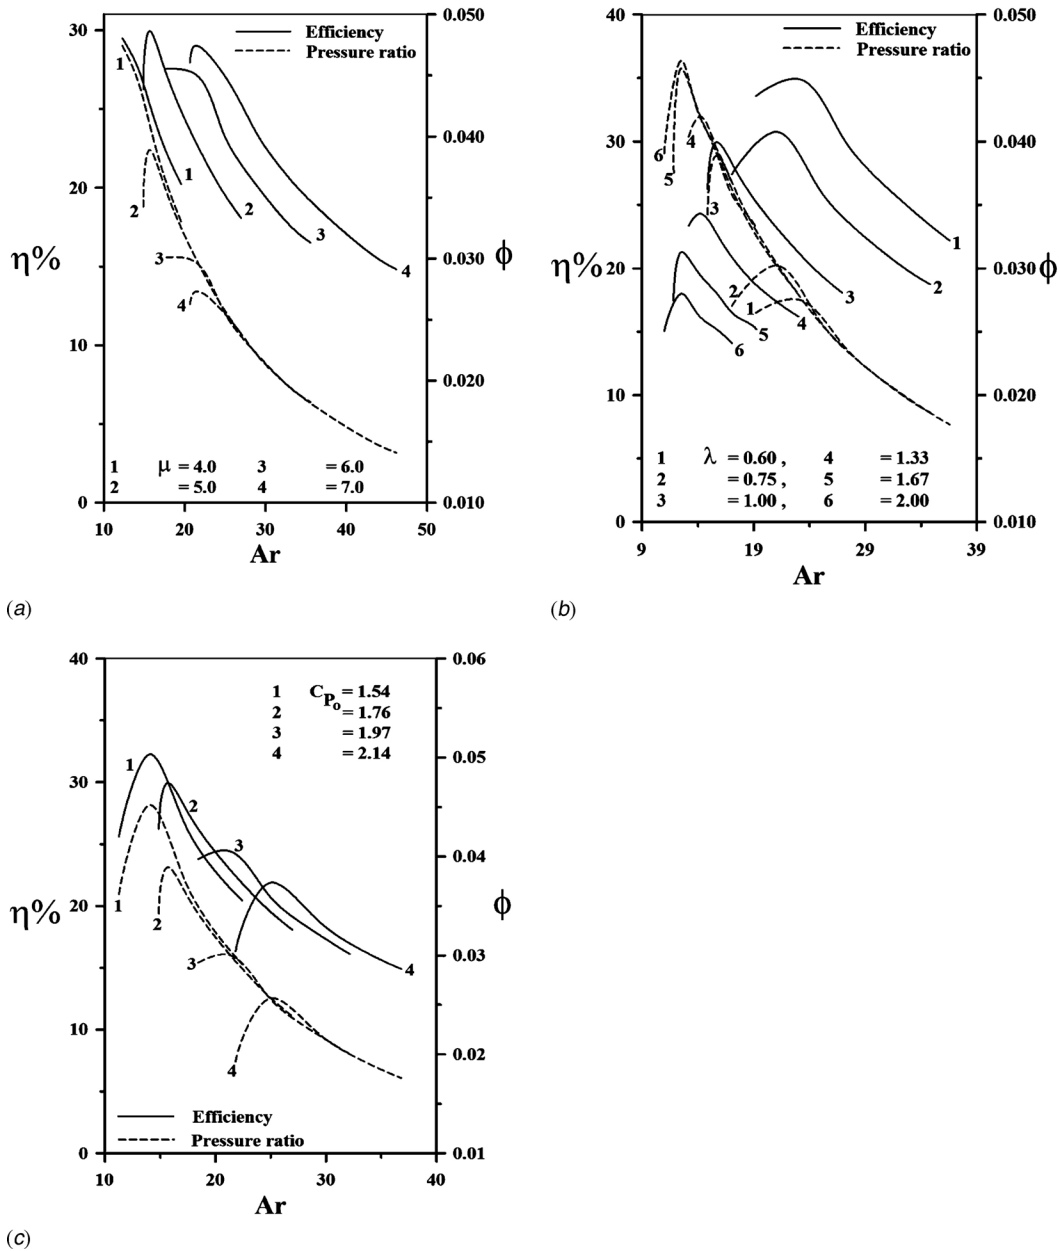 30
0.050
Efficiency
Pressure ratio
1
0.040
20
1
2
2
3
η%
3
0.030
ϕ
4
4
10
0.020
1 μ = 4.0 3 = 6.0
2 = 5.0 4 = 7.0
0
0.010
10 20 30 40 50
Ar
(a)
40
0.050
Efficiency
Pressure ratio
30
4
0.040
6
5
3
1
η%
20
0.030
ϕ
2
3
2
1
4
5
6
10
0.020
1 λ = 0.60 , 4 = 1.33
2 = 0.75 , 5 = 1.67
3 = 1.00 , 6 = 2.00
0
0.010
9 19 29 39
Ar
(b)
40
0.06
1 CPo = 1.54
2 = 1.76
3 = 1.97
4 = 2.14
1
0.05
30
2
3
0.04
20
1
2
η%
ϕ
3
4
0.03
10
4
0.02
Efficiency
Pressure ratio
0
0.01
10 20 30 40
Ar
(c)